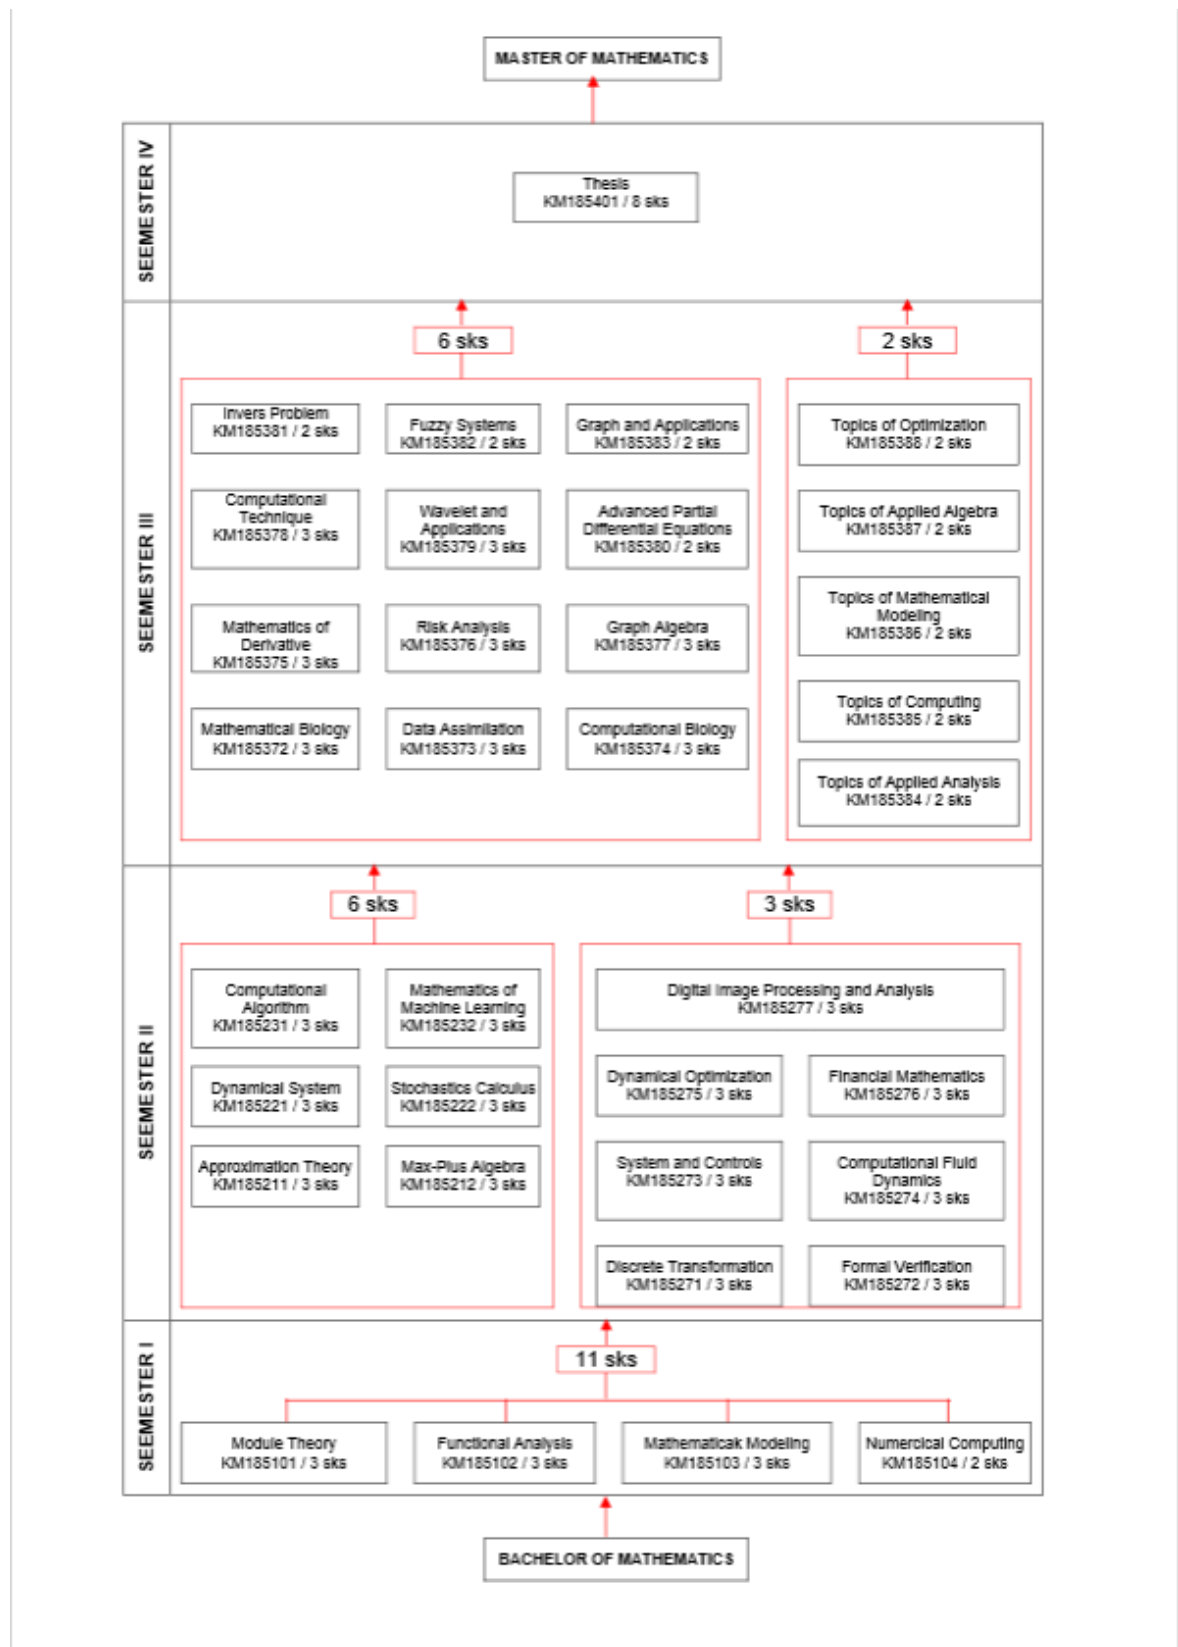 MASTER OF MATHEMATICS
SEEMESTER IV
Thesis
KM185401 / 8 sks
SEEMESTER III
6 sks
2 sks
Invers Problem
KM185381 / 2 sks
Fuzzy Systems
KM185382 / 2 sks
Graph and Applications
KM185383 / 2 sks
Topics of Optimization
KM185388 / 2 sks
Computational
Technique
KM185378 / 3 sks
Wavelet and
Applications
KM185379 / 3 sks
Advanced Partial
Differential Equations
KM185380 / 2 sks
Topics of Applied Algebra
KM185387 / 2 sks
Topics of Mathematical
Modeling
KM185386 / 2 sks
Mathematics of
Derivative
KM185375 / 3 sks
Risk Analysis
KM185376 / 3 sks
Graph Algebra
KM185377 / 3 sks
Topics of Computing
KM185385 / 2 sks
Mathematical Biology
KM185372 / 3 sks
Data Assimilation
KM185373 / 3 sks
Computational Biology
KM185374 / 3 sks
Topics of Applied Analysis
KM185384 / 2 sks
SEEMESTER II
6 sks
3 sks
Computational
Algorithm
KM185231 / 3 sks
Mathematics of
Machine Learning
KM185232 / 3 sks
Digital Image Processing and Analysis
KM185277 / 3 sks
Dynamical System
KM185221 / 3 sks
Stochastics Calculus
KM185222 / 3 sks
Dynamical Optimization
KM185275 / 3 sks
Financial Mathematics
KM185276 / 3 sks
Approximation Theory
KM185211 / 3 sks
Max-Plus Algebra
KM185212 / 3 sks
System and Controls
KM185273 / 3 sks
Computational Fluid
Dynamics
KM185274 / 3 sks
Discrete Transformation
KM185271 / 3 sks
Formal Verification
KM185272 / 3 sks
SEEMESTER I
11 sks
Module Theory
KM185101 / 3 sks
Functional Analysis
KM185102 / 3 sks
Mathematicak Modeling
KM185103 / 3 sks
Numercical Computing
KM185104 / 2 sks
BACHELOR OF MATHEMATICS